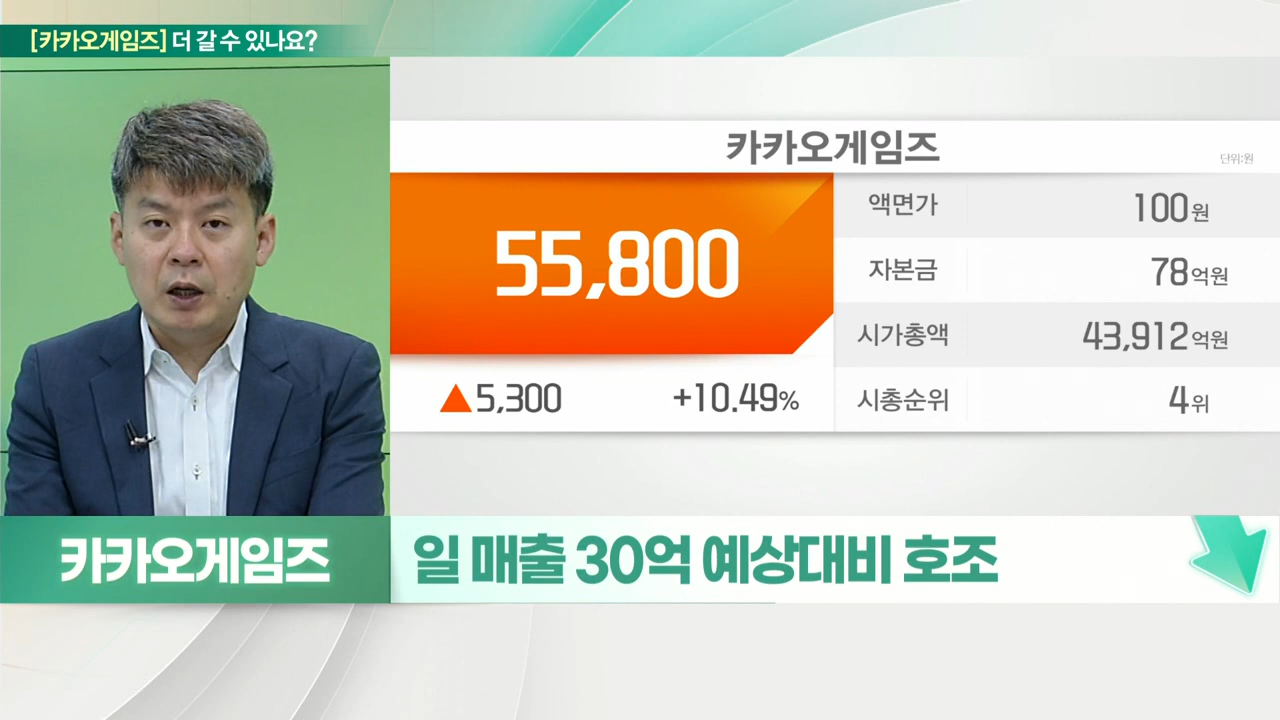 [카카오게임즈] 더 갈 수 있나요?
카카오게임즈
단위:원
55,800
▲5,300 +10.49%
액면가 100원
자본금 78억원
시가총액 43,912억원
시총순위 4위
카카오게임즈
일 매출 30억 예상대비 호조